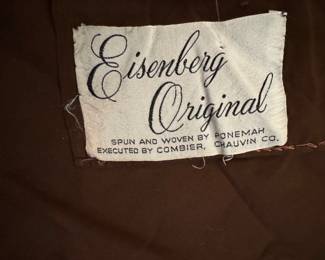 Eisenberg
Original
SPUN AND WOVEN BY PONEMAH
EXECUTED BY COMBIER, CHAUVIN CO.